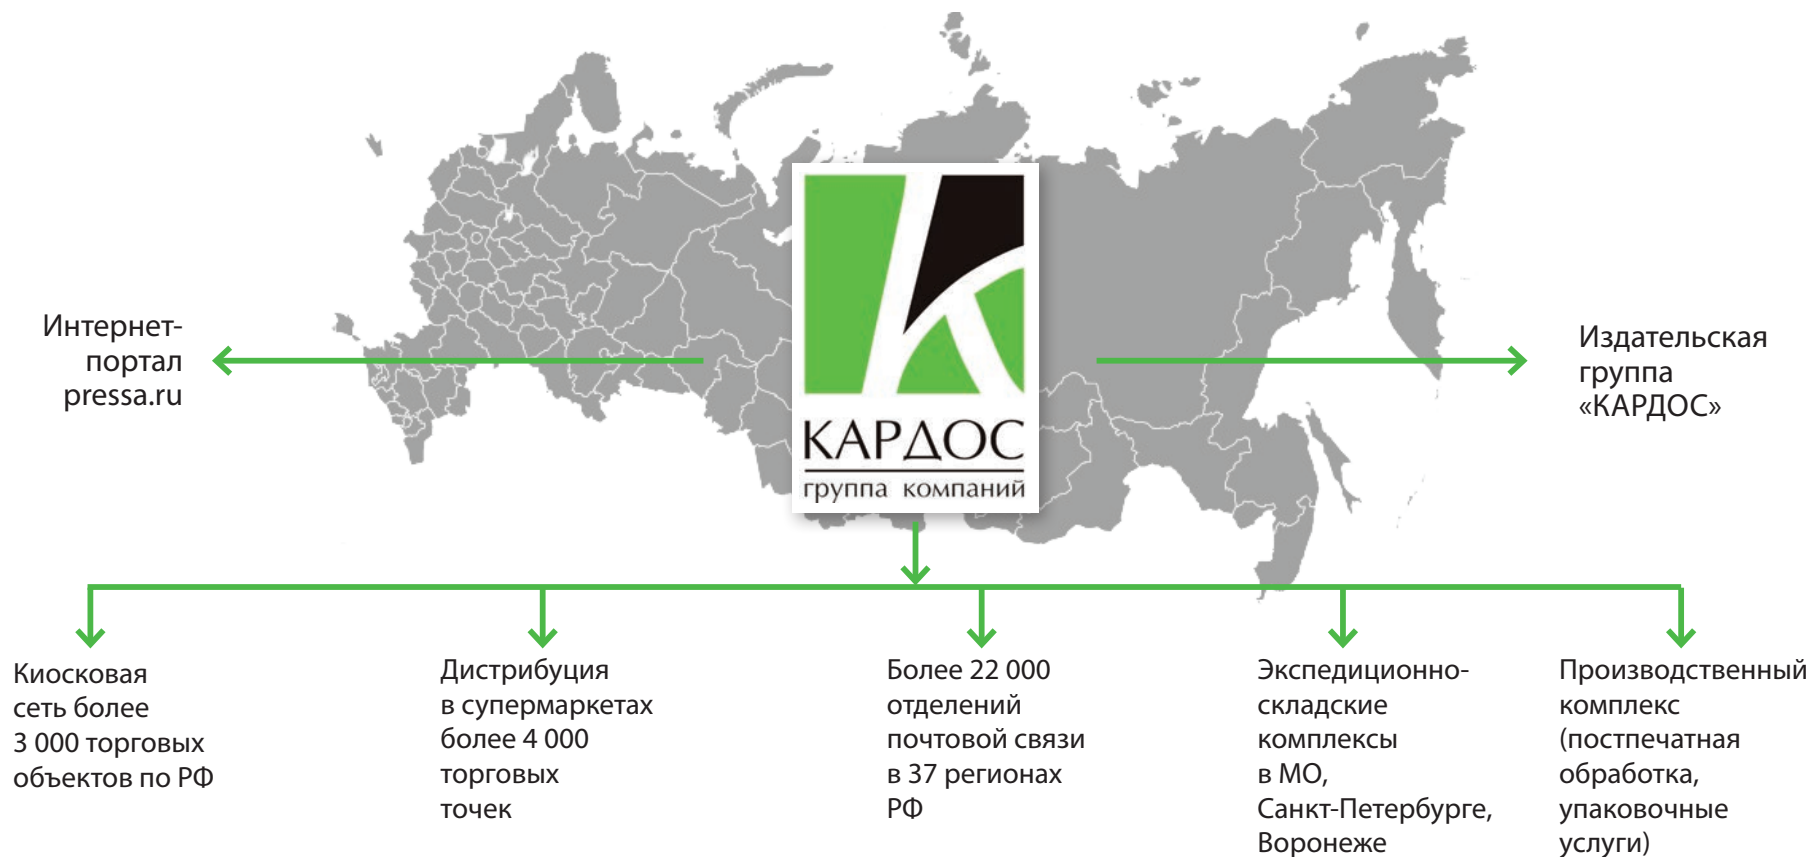 КАРДОС
группа компаний
Интернет-
портал
pressa.ru
Издательская
группа
«КАРДОС»
Киосковая
сеть более
3 000 торговых
объектов по РФ
Дистрибуция
в супермаркетах
более 4 000
торговых
точек
Более 22 000
отделений
почтовой связи
в 37 регионах
РФ
Экспедиционно-
складские
комплексы
в МО,
Санкт-Петербурге,
Воронеже
Производственный
комплекс
(постпечатная
обработка,
упаковочные
услуги)